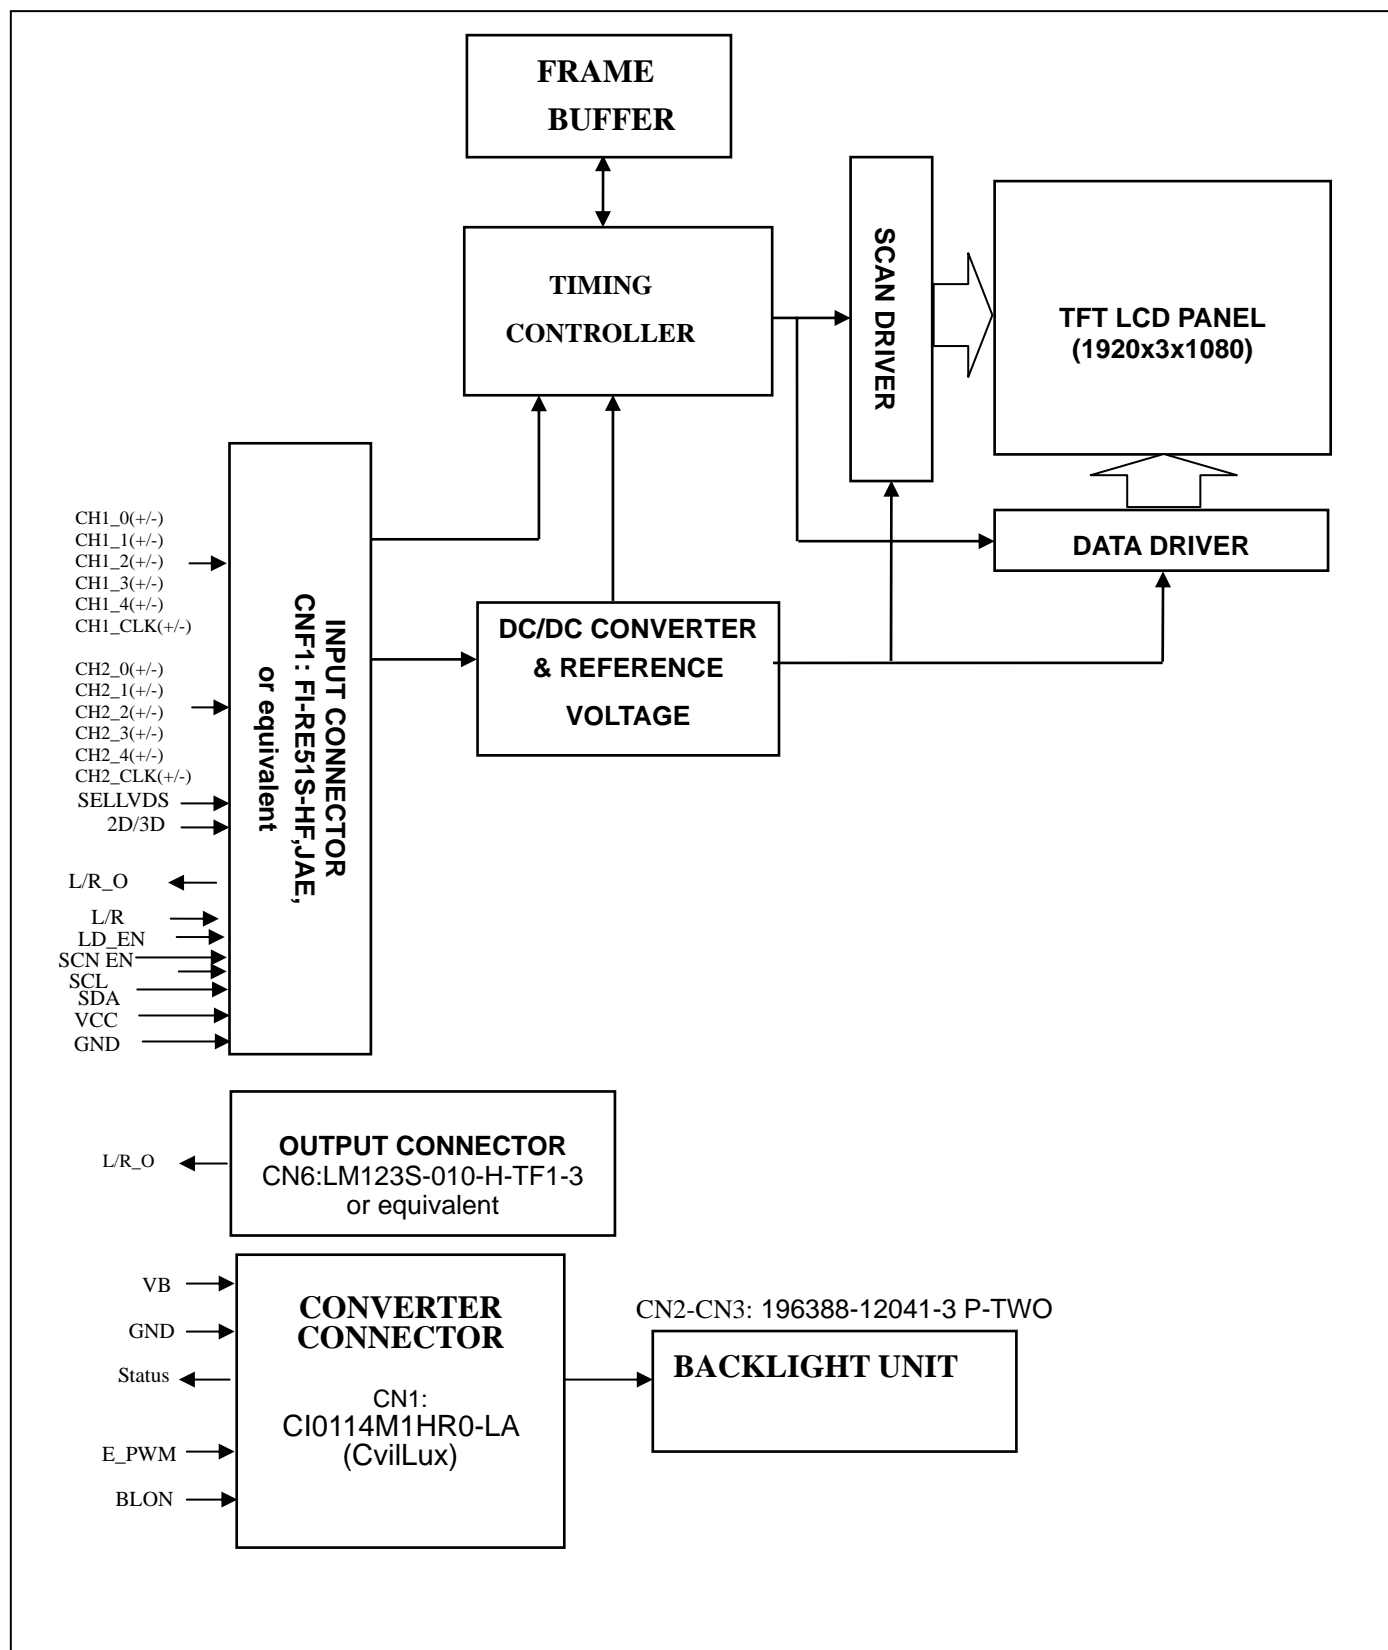 FRAME
BUFFER
TIMING
CONTROLLER
SCAN DRIVER
TFT LCD PANEL
(1920x3x1080)
DATA DRIVER
CH1_0(+/-)
CH1_1(+/-)
CH1_2(+/-)
CH1_3(+/-)
CH1_4(+/-)
CH1_CLK(+/-)
CH2_0(+/-)
CH2_1(+/-)
CH2_2(+/-)
CH2_3(+/-)
CH2_4(+/-)
CH2_CLK(+/-)
SELLVDS
2D/3D
L/R_O
L/R
LD_EN
SCN EN
SCL
SDA
VCC
GND
INPUT CONNECTOR
CNF1: FI-RE51S-HF,JAE,
or equivalent
DC/DC CONVERTER
& REFERENCE
VOLTAGE
L/R_O
OUTPUT CONNECTOR
CN6:LM123S-010-H-TF1-3
or equivalent
VB
GND
Status
E_PWM
BLON
CONVERTER
CONNECTOR
CN1:
CI0114M1HR0-LA
(CvilLux)
CN2-CN3: 196388-12041-3 P-TWO
BACKLIGHT UNIT